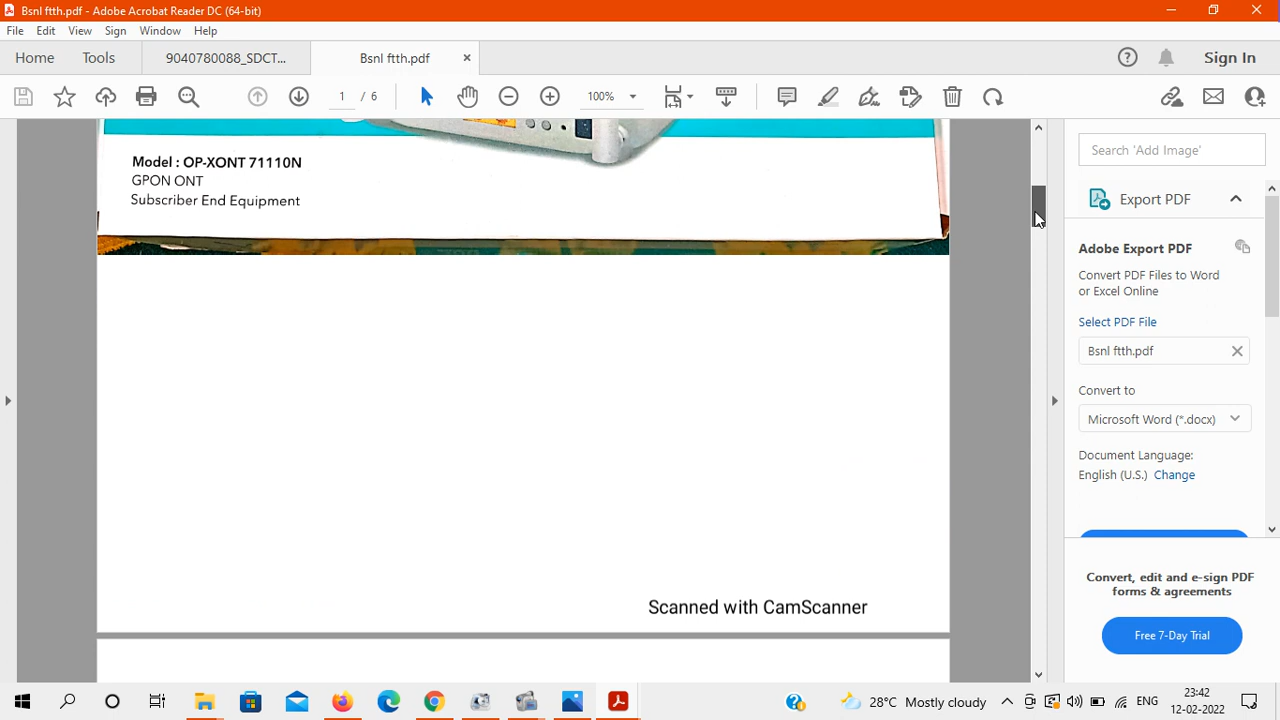 Bsnl ftth.pdf - Adobe Acrobat Reader DC (64-bit)
File Edit View Sign Window Help
Home Tools 9040780088_SDCT... Bsnl ftth.pdf Sign In
1 / 6 100%
Model : OP-XONT 71110N
GPON ONT
Subscriber End Equipment
Scanned with CamScanner
Search 'Add Image'
Export PDF
Adobe Export PDF
Convert PDF Files to Word
or Excel Online
Select PDF File
Bsnl ftth.pdf
Convert to
Microsoft Word (*.docx)
Document Language:
English (U.S.) Change
Convert, edit and e-sign PDF
forms & agreements
Free 7-Day Trial
28°C Mostly cloudy ENG 23:42
12-02-2022